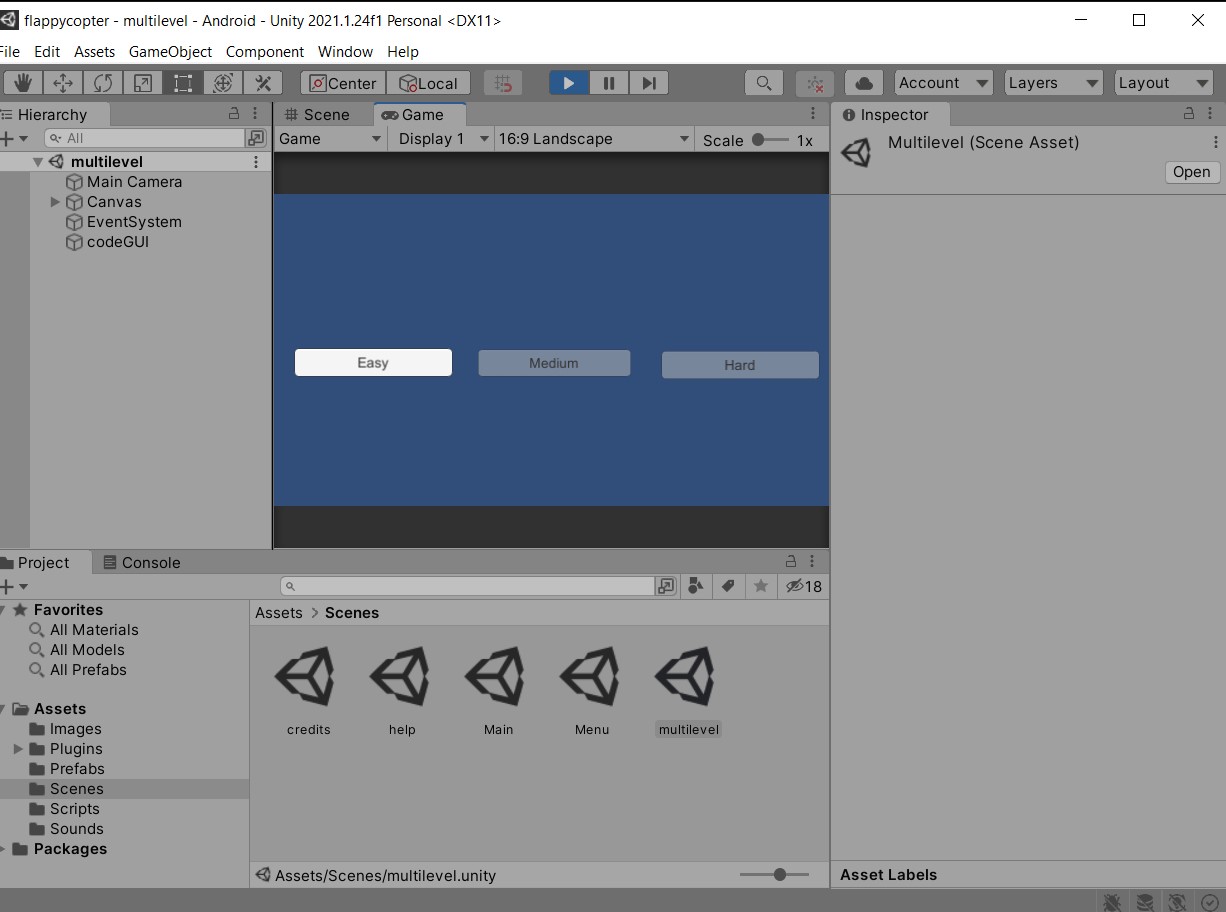 flappycopter - multilevel - Android - Unity 2021.1.24f1 Personal <DX11>
File Edit Assets GameObject Component Window Help
Center Local Account Layers Layout
Hierarchy
All
multilevel
Main Camera
Canvas
EventSystem
codeGUI
Scene Game
Game Display 1 16:9 Landscape Scale 1x
Easy Medium Hard
Inspector
Multilevel (Scene Asset)
Open
Project Console
18
Favorites
All Materials
All Models
All Prefabs
Assets
Images
Plugins
Prefabs
Scenes
Scripts
Sounds
Packages
Assets > Scenes
credits help Main Menu multilevel
Assets/Scenes/multilevel.unity
Asset Labels